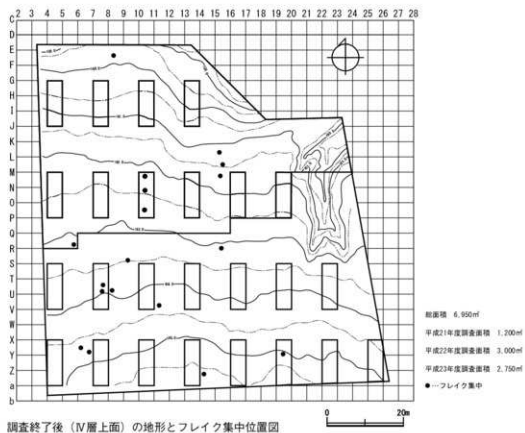 2 3 4 5 6 7 8 9 10 11 12 13 14 15 16 17 18 19 20 21 22 23 24 25 26 27 28
C
D
E
F
G
H
I
J
K
L
M
N
O
P
Q
R
S
T
U
V
W
X
Y
Z
a
b
総面積 6,950㎡
平成21年度調査面積 1,200㎡
平成22年度調査面積 3,000㎡
平成23年度調査面積 2,750㎡
●…フレイク集中
0 20m
調査終了後（Ⅳ層上面）の地形とフレイク集中位置図